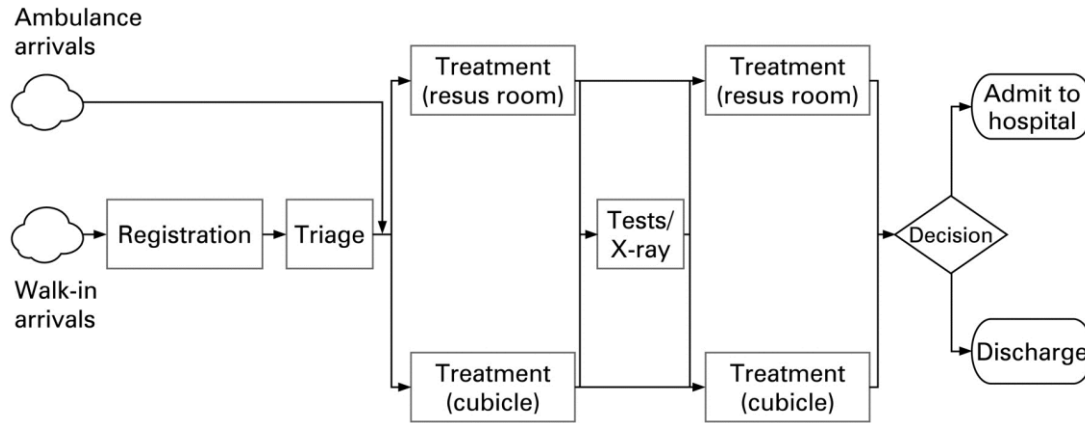 Ambulance
arrivals
Treatment
(resus room)
Treatment
(resus room)
Admit to
hospital
Registration
Triage
Tests/
X-ray
Decision
Walk-in
arrivals
Treatment
(cubicle)
Treatment
(cubicle)
Discharge